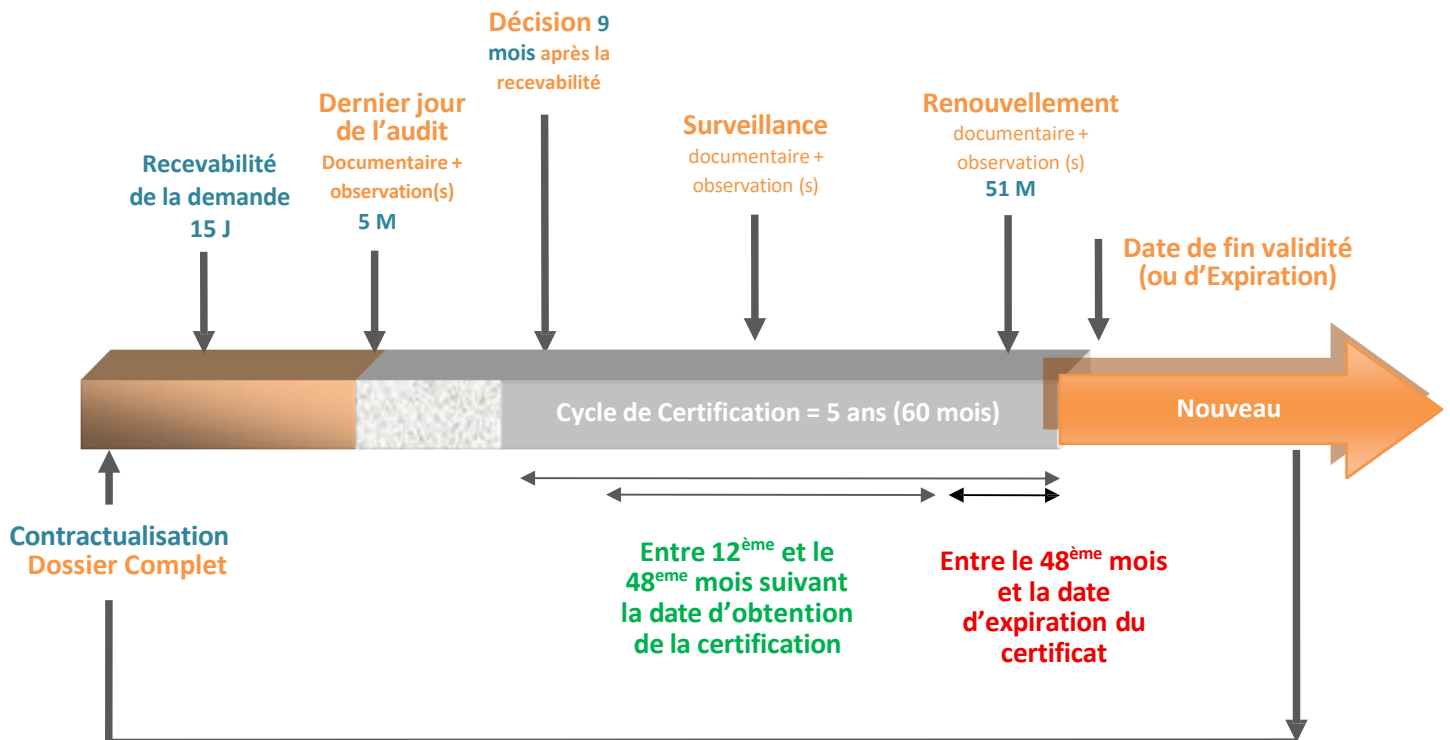 Décision 9
mois après la
recevabilité
Dernier jour
de l’audit
Documentaire +
observation(s)
5 M
Recevabilité
de la demande
15 J
Surveillance
documentaire +
observation (s)
Renouvellement
documentaire +
observation (s)
51 M
Date de fin validité
(ou d’Expiration)
Cycle de Certification = 5 ans (60 mois)
Nouveau
Contractualisation
Dossier Complet
Entre 12ème et le
48eme mois suivant
la date d’obtention
de la certification
Entre le 48ème mois
et la date
d’expiration du
certificat